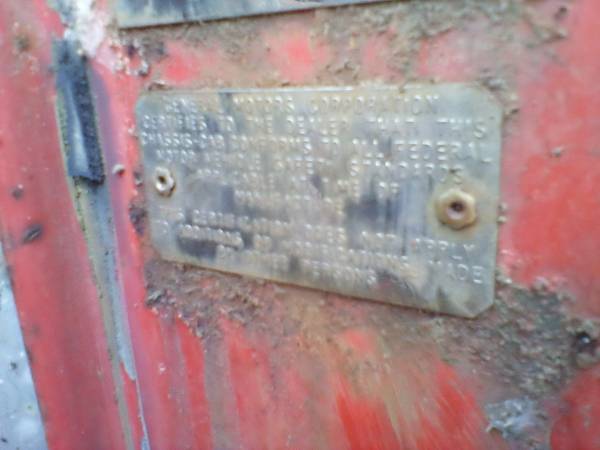 GENERAL MOTORS CORPORATION
CERTIFIES TO THE DEALER THAT THIS
CHASSIS-CAB CONFORMS TO ALL FEDERAL
MOTOR VEHICLE SAFETY STANDARDS
APPLICABLE AT TIME OF
MANUFACTURE
THIS CERTIFICATION DOES NOT APPLY
TO ADDITIONS OR MODIFICATIONS MADE
BY OTHER PERSONS